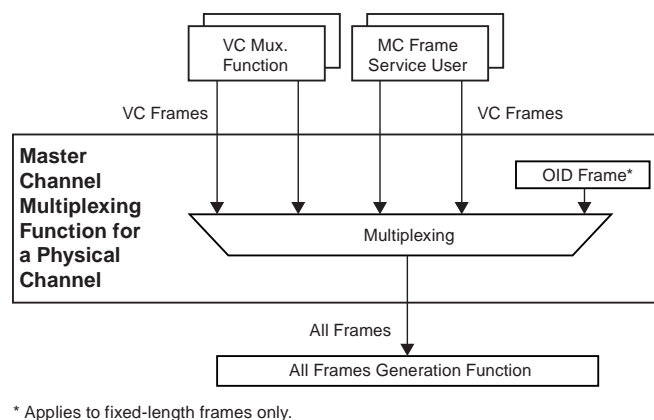 VC Mux.
Function
MC Frame
Service User
VC Frames
VC Frames
Master
Channel
Multiplexing
Function for
a Physical
Channel
OID Frame*
Multiplexing
All Frames
All Frames Generation Function
* Applies to fixed-length frames only.